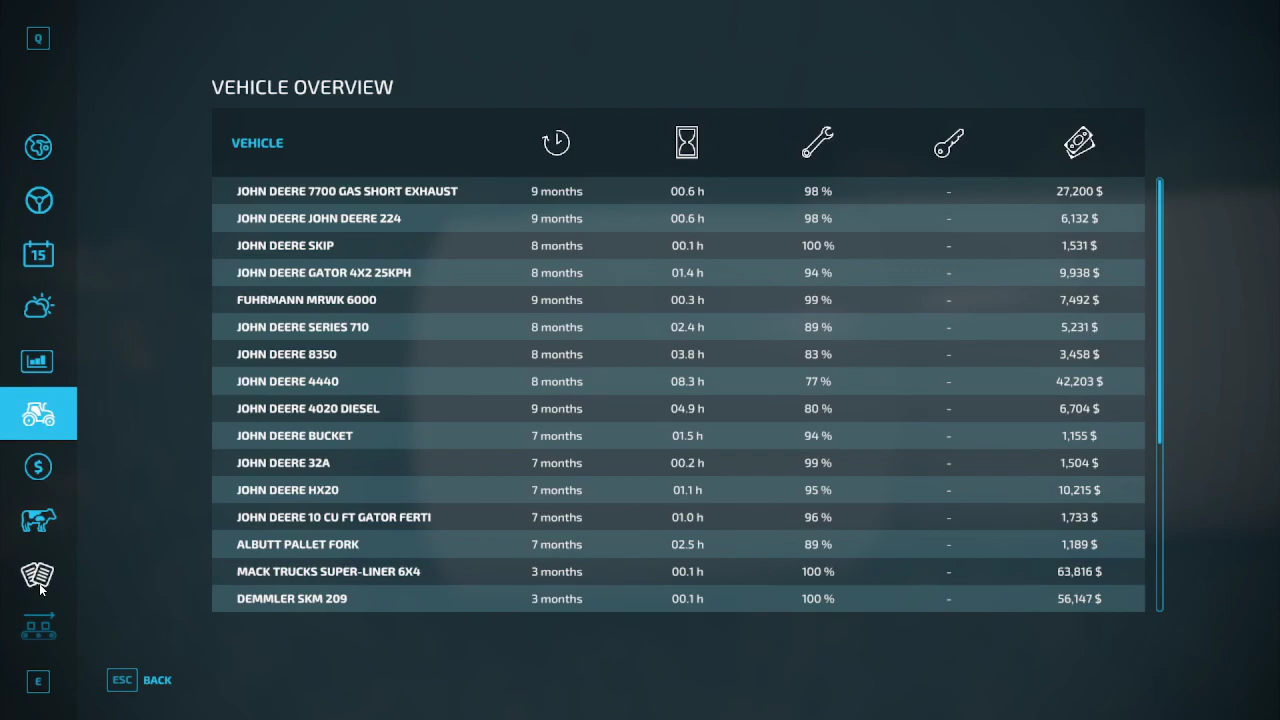 Q
VEHICLE OVERVIEW
VEHICLE
JOHN DEERE 7700 GAS SHORT EXHAUST 9 months 00.6 h 98 % - 27,200 $
JOHN DEERE JOHN DEERE 224 9 months 00.6 h 98 % - 6,132 $
JOHN DEERE SKIP 8 months 00.1 h 100 % - 1,531 $
15
JOHN DEERE GATOR 4X2 25KPH 8 months 01.4 h 94 % - 9,938 $
FUHRMANN MRWK 6000 9 months 00.3 h 99 % - 7,492 $
JOHN DEERE SERIES 710 8 months 02.4 h 89 % - 5,231 $
JOHN DEERE 8350 8 months 03.8 h 83 % - 3,458 $
JOHN DEERE 4440 8 months 08.3 h 77 % - 42,203 $
JOHN DEERE 4020 DIESEL 9 months 04.9 h 80 % - 6,704 $
JOHN DEERE BUCKET 7 months 01.5 h 94 % - 1,155 $
JOHN DEERE 32A 7 months 00.2 h 99 % - 1,504 $
$
JOHN DEERE HX20 7 months 01.1 h 95 % - 10,215 $
JOHN DEERE 10 CU FT GATOR FERTI 7 months 01.0 h 96 % - 1,733 $
ALBUTT PALLET FORK 7 months 02.5 h 89 % - 1,189 $
MACK TRUCKS SUPER-LINER 6X4 3 months 00.1 h 100 % - 63,816 $
DEMMLER SKM 209 3 months 00.1 h 100 % - 56,147 $
E
ESC BACK